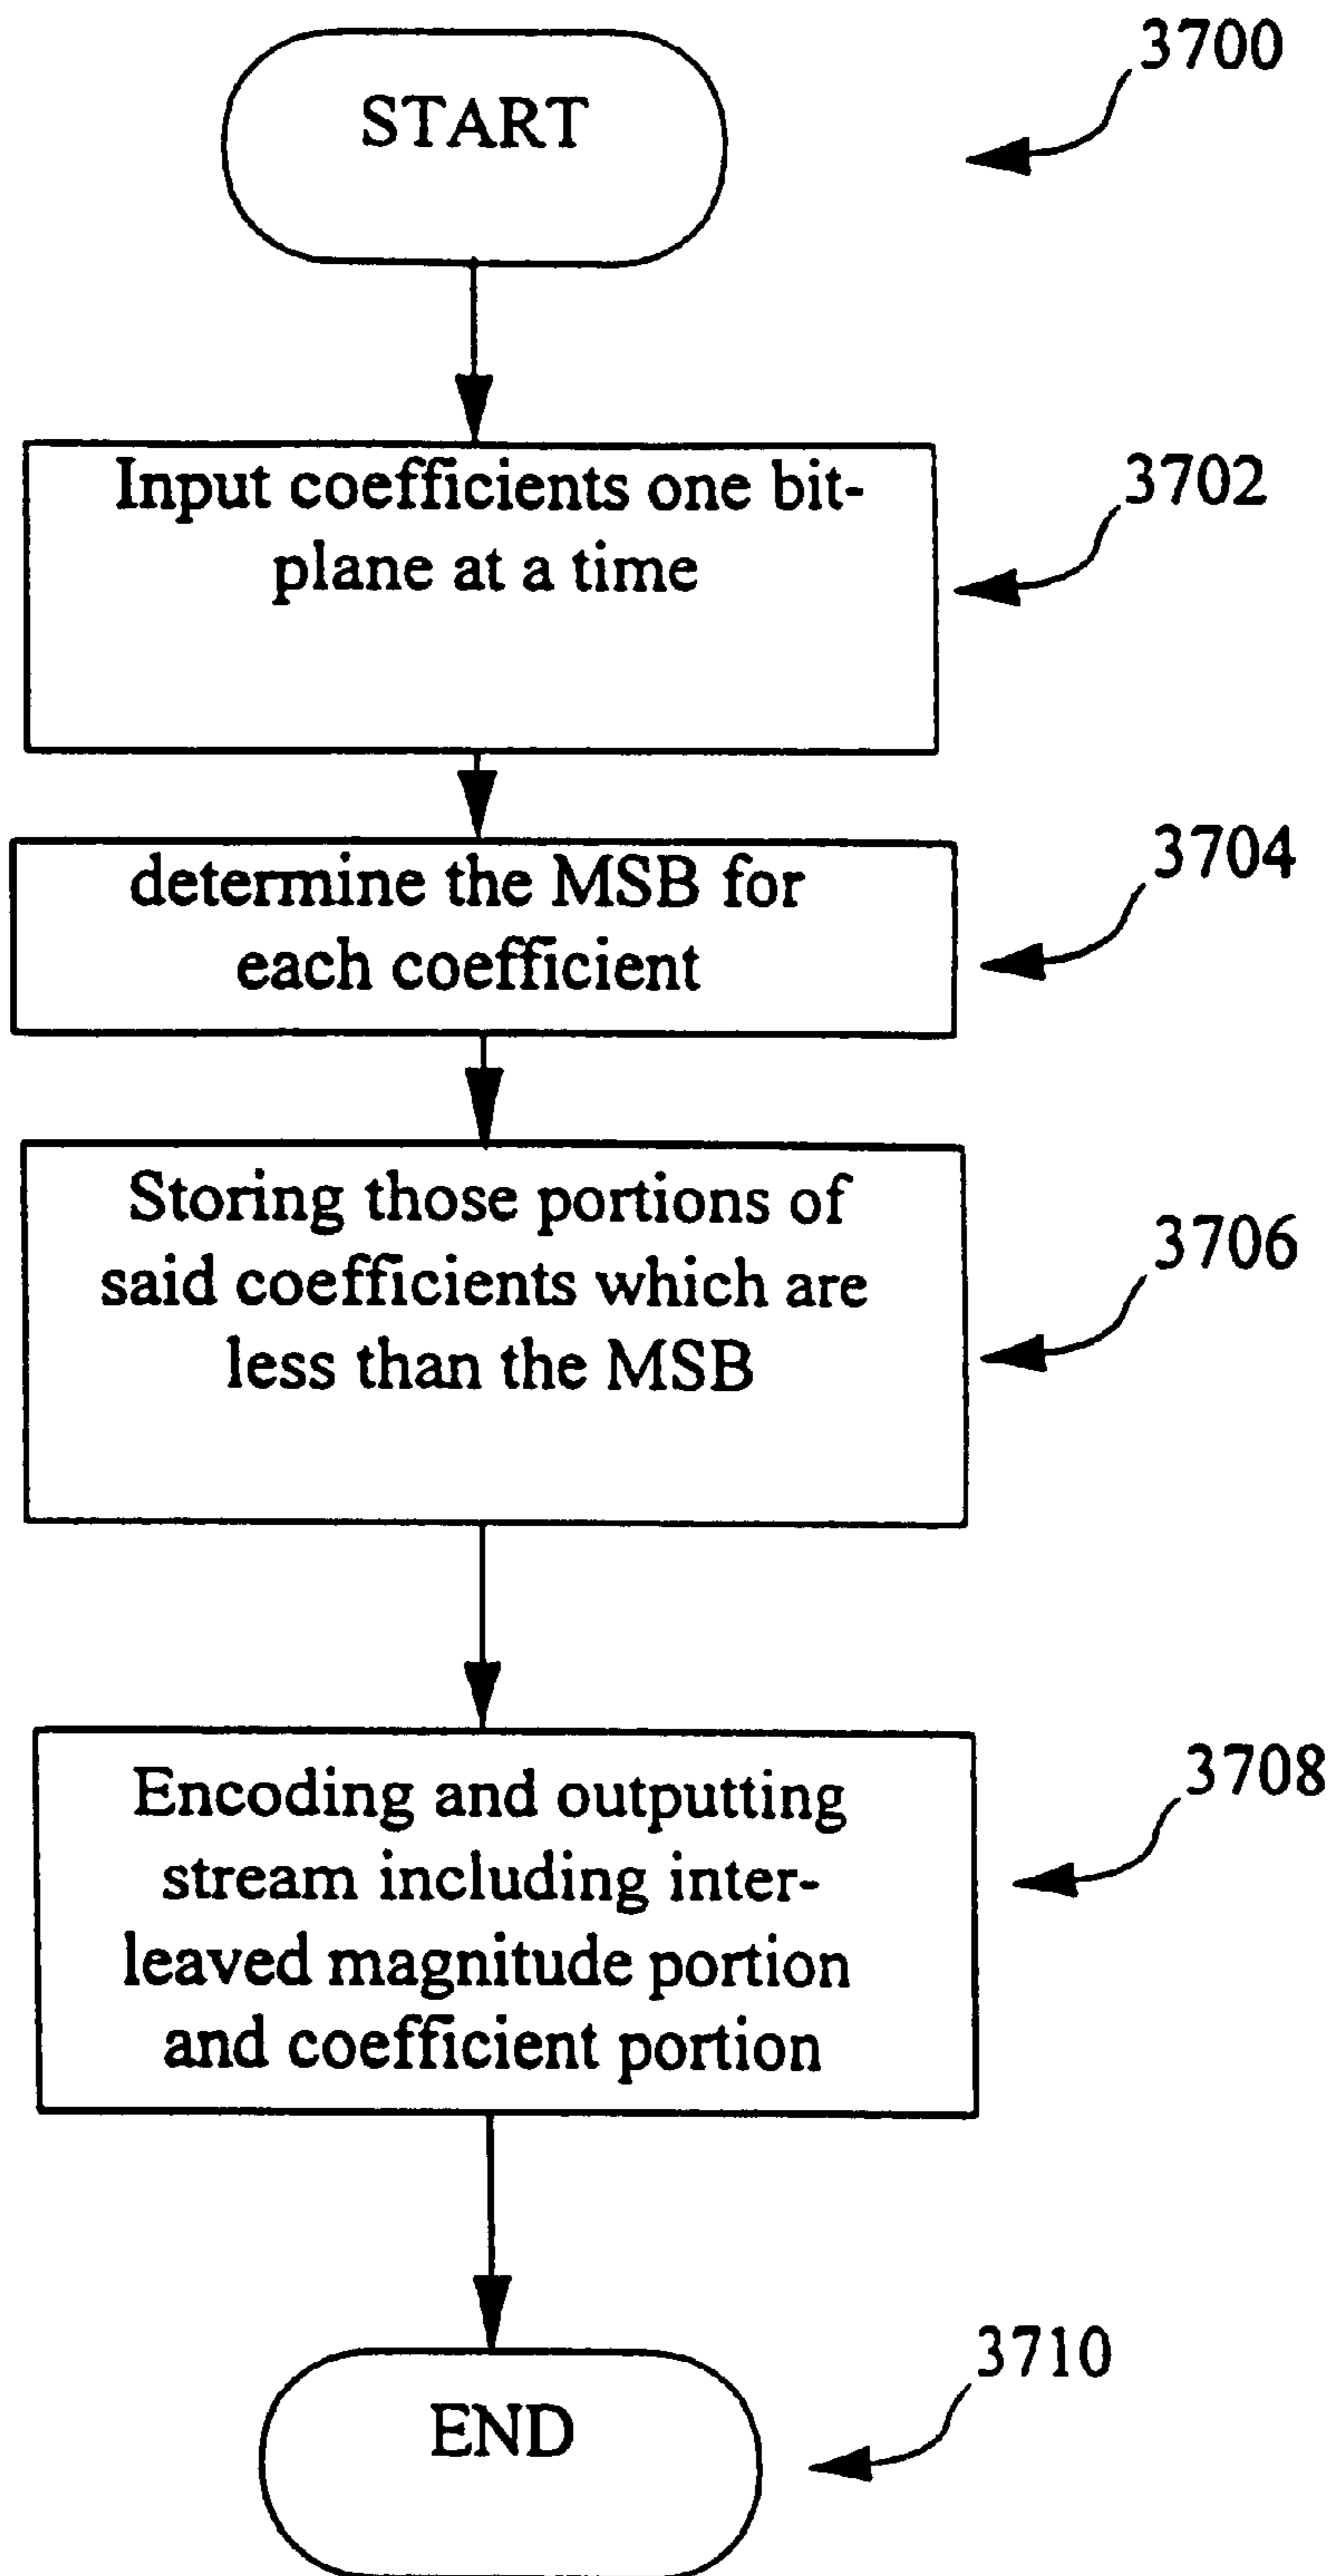 START
3700
Input coefficients one bit-
plane at a time
3702
determine the MSB for
each coefficient
3704
Storing those portions of
said coefficients which are
less than the MSB
3706
Encoding and outputting
stream including inter-
leaved magnitude portion
and coefficient portion
3708
END
3710